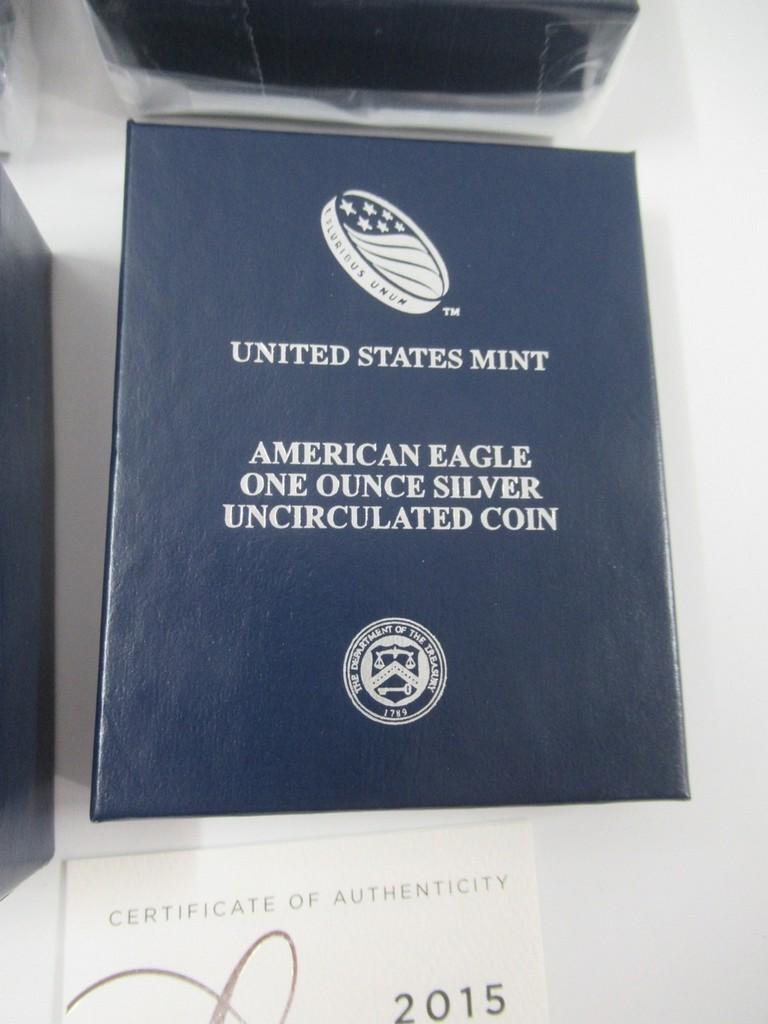 E PLURIBUS UNUM
TM
UNITED STATES MINT
AMERICAN EAGLE
ONE OUNCE SILVER
UNCIRCULATED COIN
THE DEPARTMENT OF THE TREASURY
1789
CERTIFICATE OF AUTHENTICITY
2015